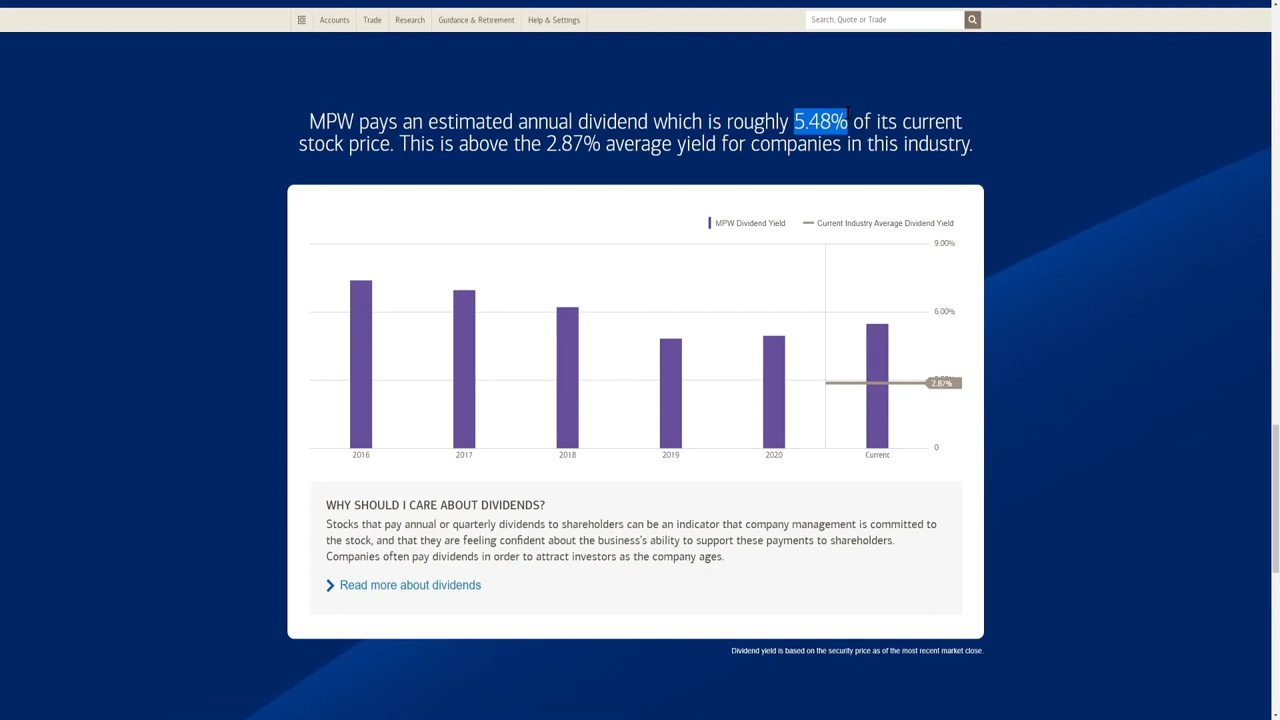 Accounts Trade Research Guidance & Retirement Help & Settings Search, Quote or Trade
MPW pays an estimated annual dividend which is roughly 5.48% of its current
stock price. This is above the 2.87% average yield for companies in this industry.
MPW Dividend Yield Current Industry Average Dividend Yield
9.00%
6.00%
2.87%
0
2016 2017 2018 2019 2020 Current
WHY SHOULD I CARE ABOUT DIVIDENDS?
Stocks that pay annual or quarterly dividends to shareholders can be an indicator that company management is committed to
the stock, and that they are feeling confident about the business's ability to support these payments to shareholders.
Companies often pay dividends in order to attract investors as the company ages.
Read more about dividends
Dividend yield is based on the security price as of the most recent market close.